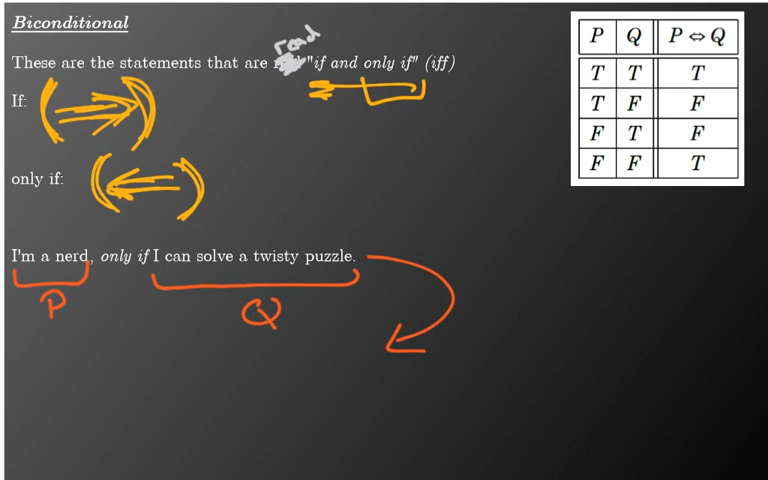 Biconditional
These are the statements that are read "if and only if" (iff)
If: (⟹)
only if: (⟸)
I'm a nerd, only if I can solve a twisty puzzle.
P Q
P Q P ⇔ Q
T T T
T F F
F T F
F F T